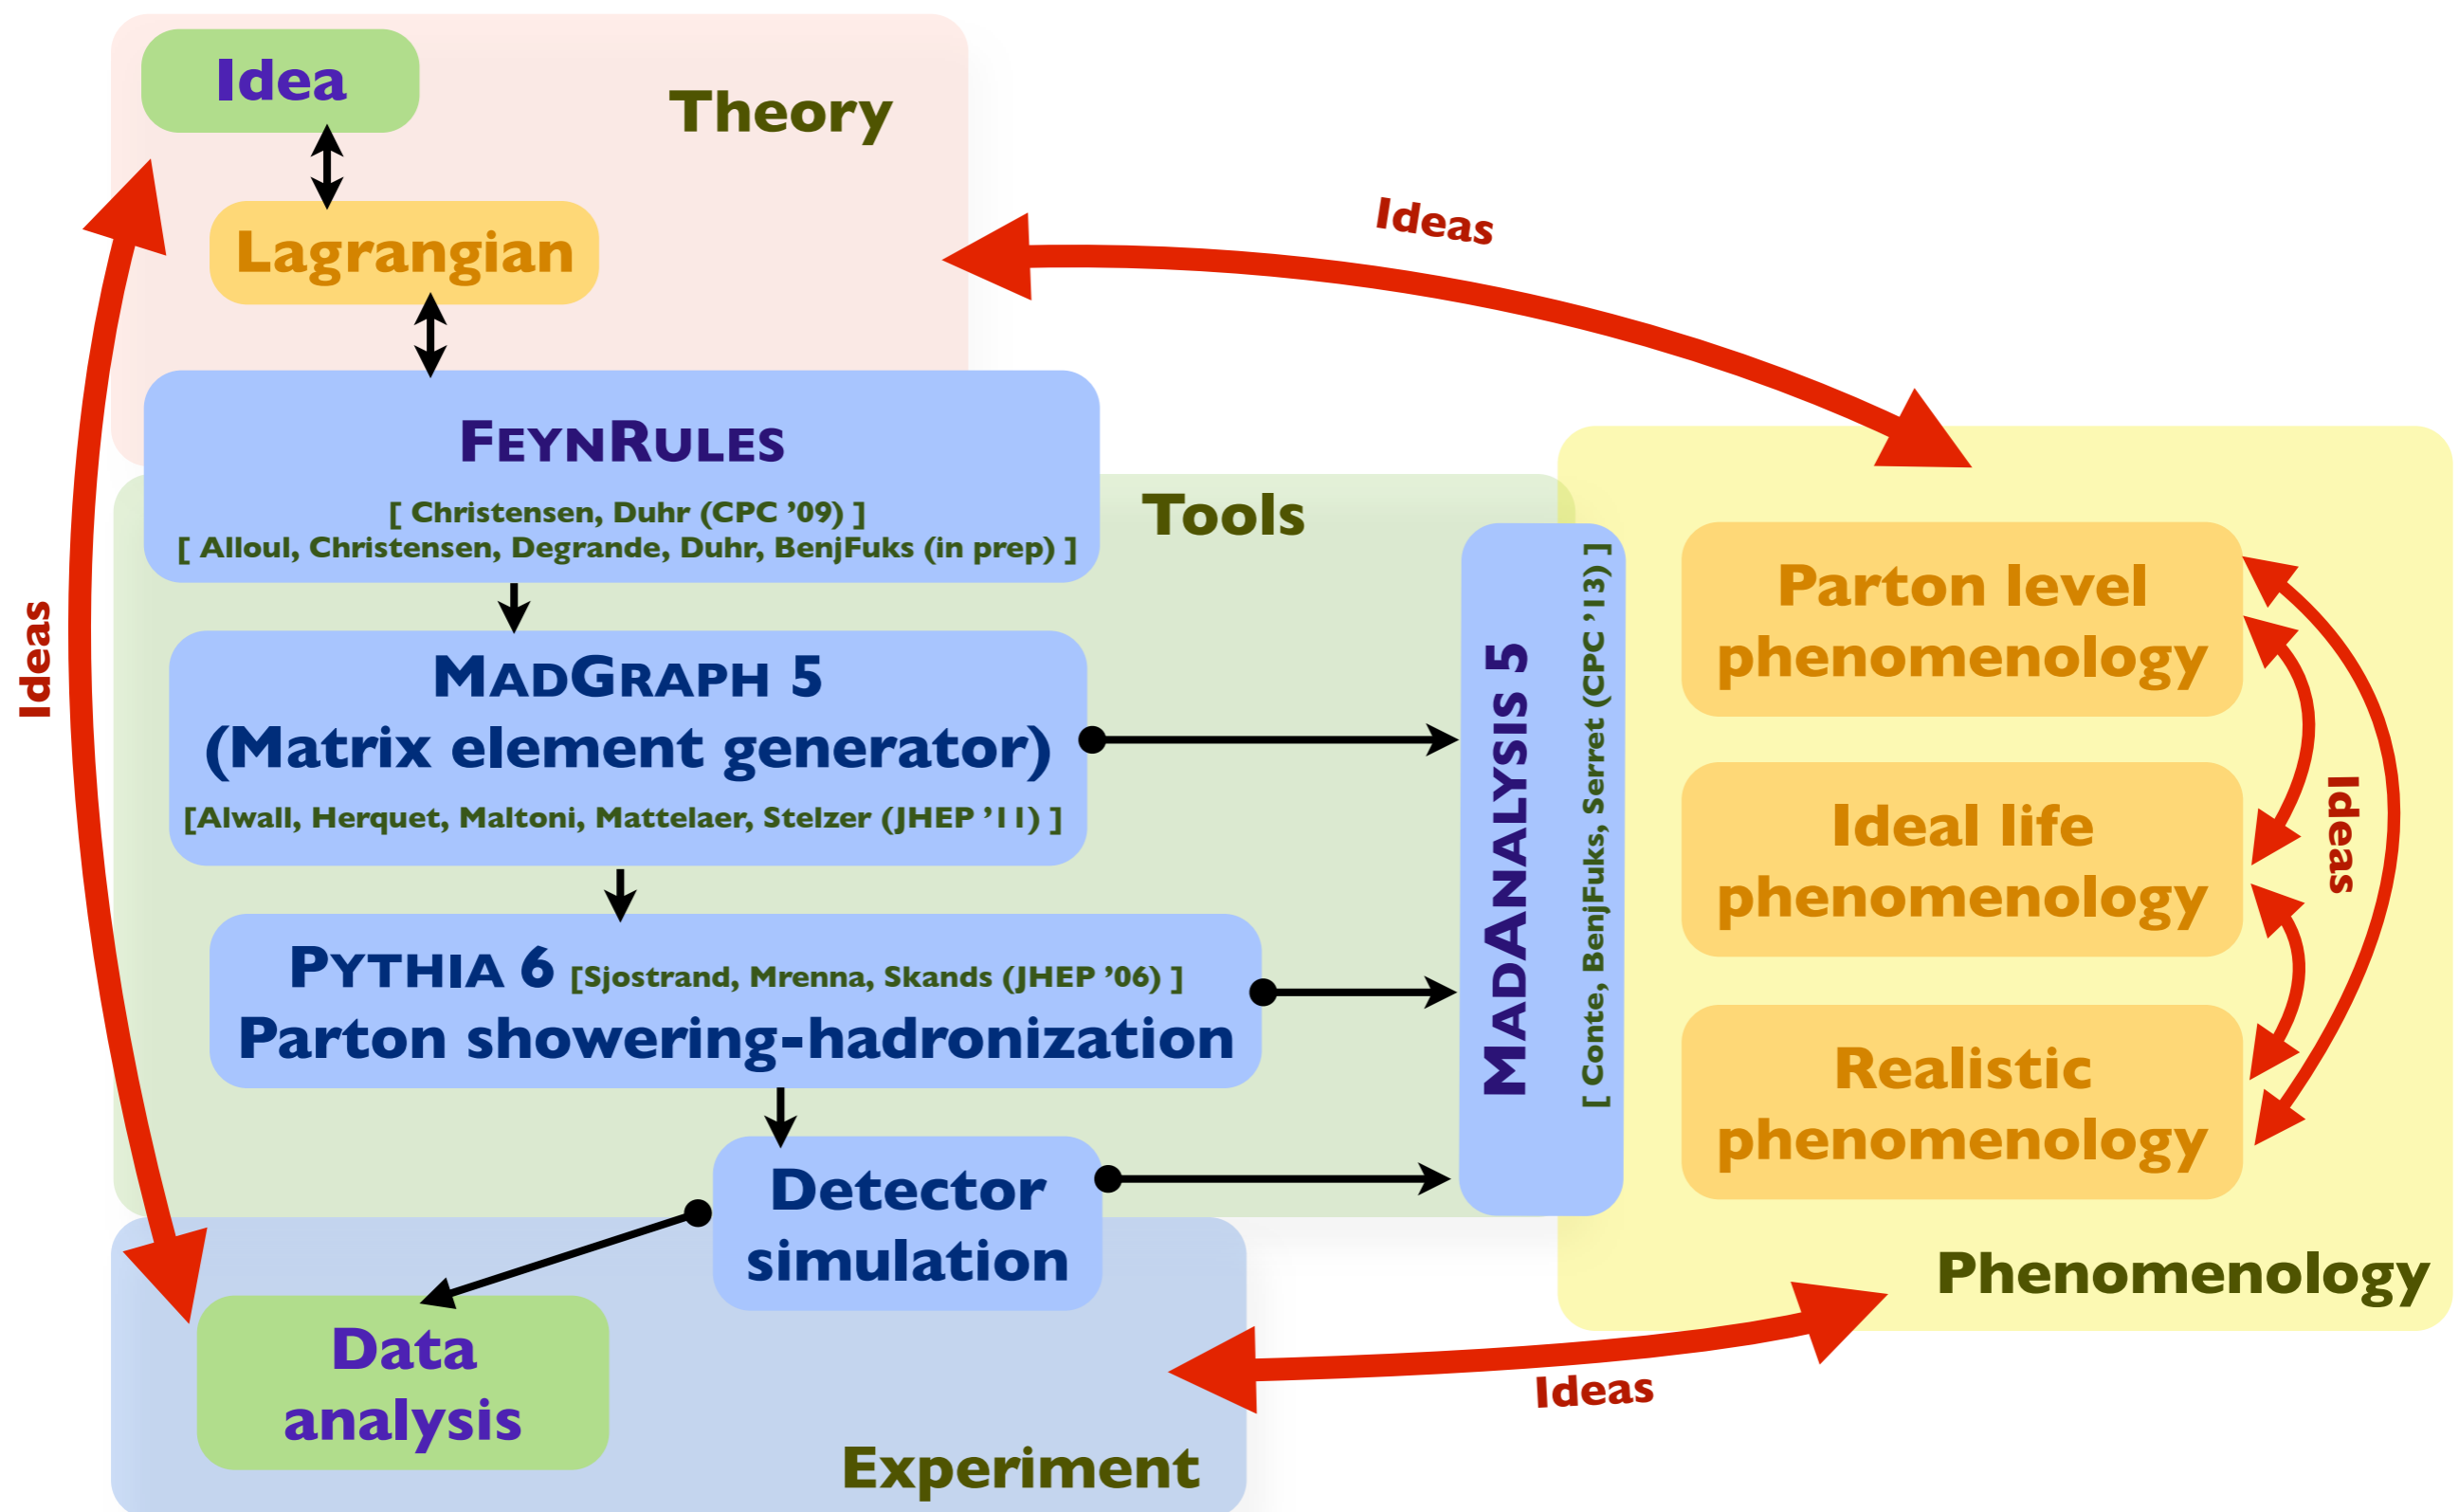 Idea
Theory
Ideas
Lagrangian
FEYNRULES
[ Christensen, Duhr (CPC ’09) ]
[ Alloul, Christensen, Degrande, Duhr, BenjFuks (in prep) ]
Tools
Ideas
MADGRAPH 5
(Matrix element generator)
[Alwall, Herquet, Maltoni, Mattelaer, Stelzer (JHEP ’11) ]
PYTHIA 6 [Sjostrand, Mrenna, Skands (JHEP ’06) ]
Parton showering-hadronization
Detector
simulation
MADANALYSIS 5
[ Conte, BenjFuks, Serret (CPC ’13) ]
Parton level
phenomenology
Ideal life
phenomenology
Realistic
phenomenology
Ideas
Phenomenology
Data
analysis
Experiment
Ideas